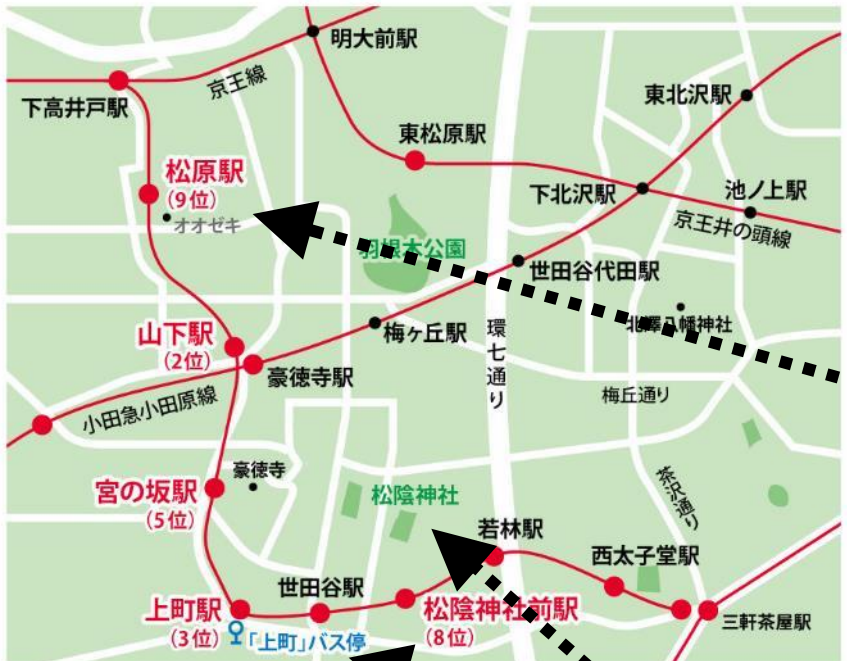 明大前駅
京王線
下高井戸駅
東北沢駅
東松原駅
松原駅
(9位)
オオゼキ
下北沢駅
池ノ上駅
京王井の頭線
羽根木公園
世田谷代田駅
北澤八幡神社
山下駅
(2位)
梅ヶ丘駅
環七通り
豪徳寺駅
小田急小田原線
梅丘通り
豪徳寺
宮の坂駅
(5位)
松陰神社
茶沢通り
若林駅
西太子堂駅
世田谷駅
上町駅
(3位)
松陰神社前駅
(8位)
三軒茶屋駅
「上町」バス停